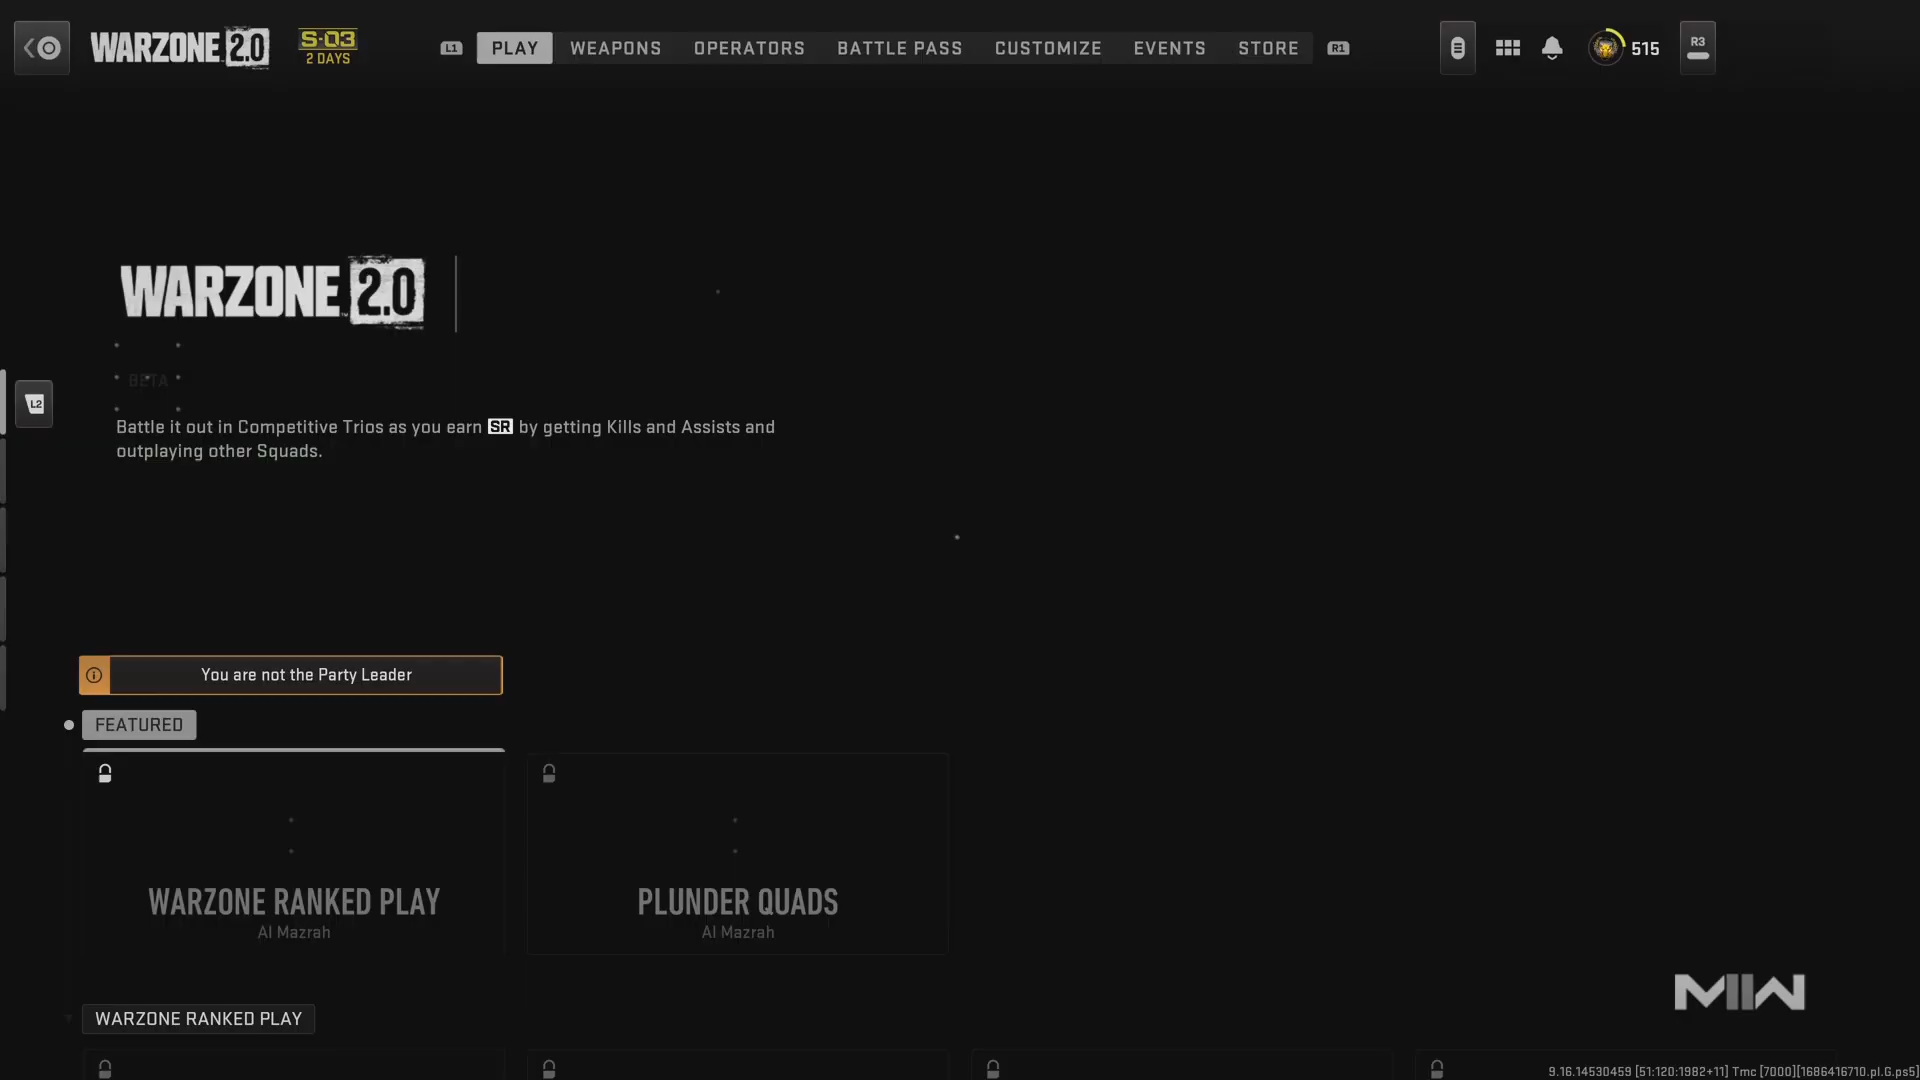 WARZONE 2.0
S-03
2 DAYS
L1
PLAY
WEAPONS
OPERATORS
BATTLE PASS
CUSTOMIZE
EVENTS
STORE
R1
515
R3
WARZONE 2.0
BETA
L2
Battle it out in Competitive Trios as you earn SR by getting Kills and Assists and
outplaying other Squads.
You are not the Party Leader
FEATURED
WARZONE RANKED PLAY
Al Mazrah
PLUNDER QUADS
Al Mazrah
MIIW
WARZONE RANKED PLAY
9.16.14530459 [51:120:1982+11] Tmc [7000][1686416710.pl.G.ps5]